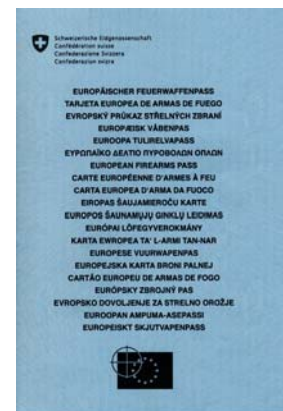 Schweizerische Eidgenossenschaft
Confédération suisse
Confederazione Svizzera
Confederaziun svizra
EUROPÄISCHER FEUERWAFFENPASS
TARJETA EUROPEA DE ARMAS DE FUEGO
EVROPSKÝ PRŮKAZ STŘELNÝCH ZBRANÍ
EUROPÆISK VÅBENPAS
EUROOPA TULIRELVAPASS
ΕΥΡΩΠΑΪΚΟ ΔΕΛΤΙΟ ΠΥΡΟΒΟΛΩΝ ΟΠΛΩΝ
EUROPEAN FIREARMS PASS
CARTE EUROPÉENNE D'ARMES À FEU
CARTA EUROPEA D'ARMA DA FUOCO
EIROPAS ŠAUJAMIEROČU KARTE
EUROPOS ŠAUNAMŲJŲ GINKLŲ LEIDIMAS
EURÓPAI LŐFEGYVEROKMÁNY
KARTA EWROPEA TA' L-ARMI TAN-NAR
EUROPESE VUURWAPENPAS
EUROPEJSKA KARTA BRONI PALNEJ
CARTÃO EUROPEU DE ARMAS DE FOGO
EURÓPSKY ZBROJNÝ PAS
EVROPSKO DOVOLJENJE ZA STRELNO OROŽJE
EUROOPAN AMPUMA-ASEPASSI
EUROPEISKT SKJUTVAPENPASS